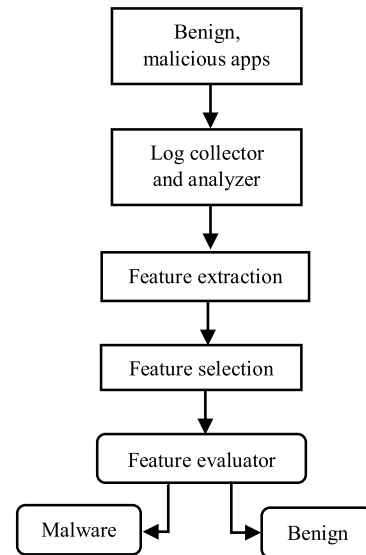 Benign,
malicious apps
Log collector
and analyzer
Feature extraction
Feature selection
Feature evaluator
Malware
Benign